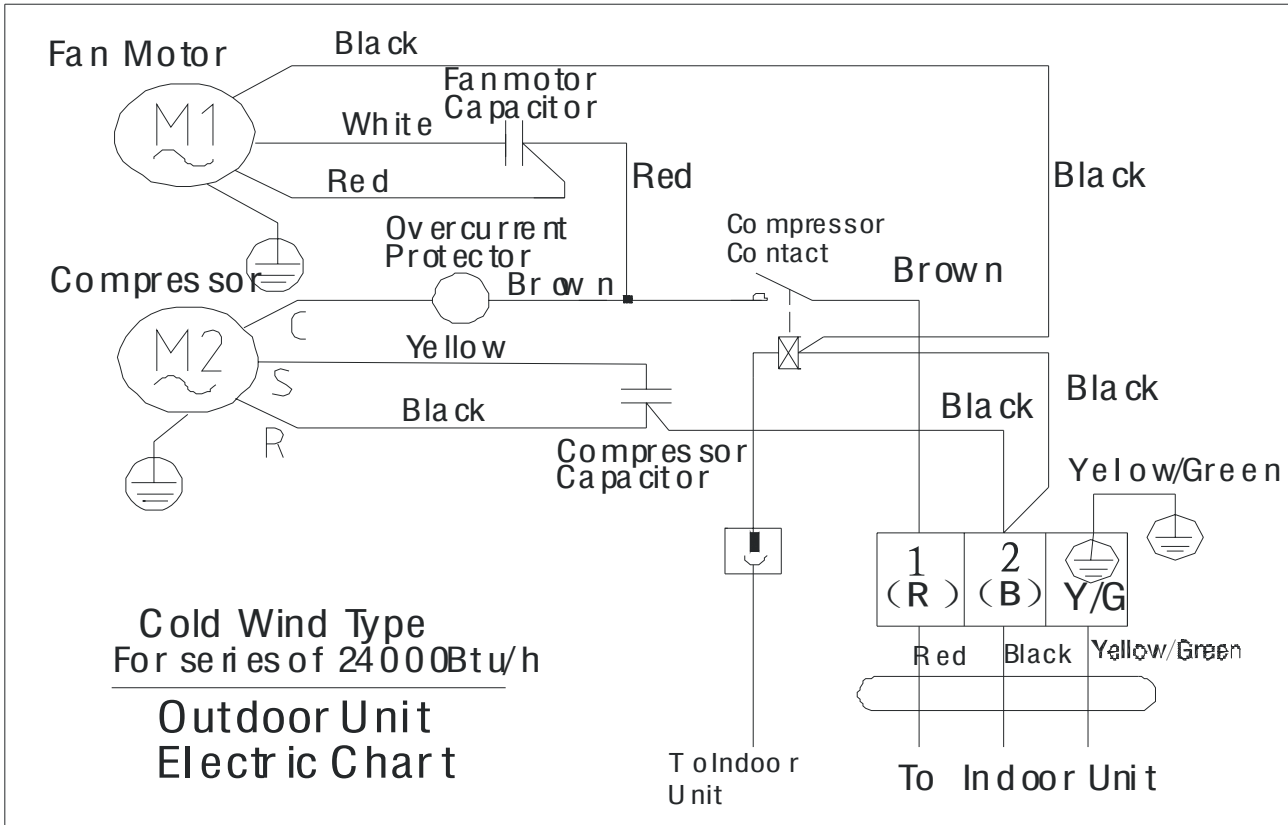 Black
Fan Motor
Fanmotor
Capacitor
M1
White
Red
Red
Black
Overcurrent
Protector
Compressor
Contact
Compressor
Brown
Brown
C
M2
Yellow
S
Black
R
Black
Black
Compressor
Capacitor
Yelow/Green
1
(R)
2
(B)
Y/G
Cold Wind Type
For series of 24000Btu/h
Red
Black
Yellow/Green
Outdoor Unit
Electric Chart
To Indoor
Unit
To Indoor Unit